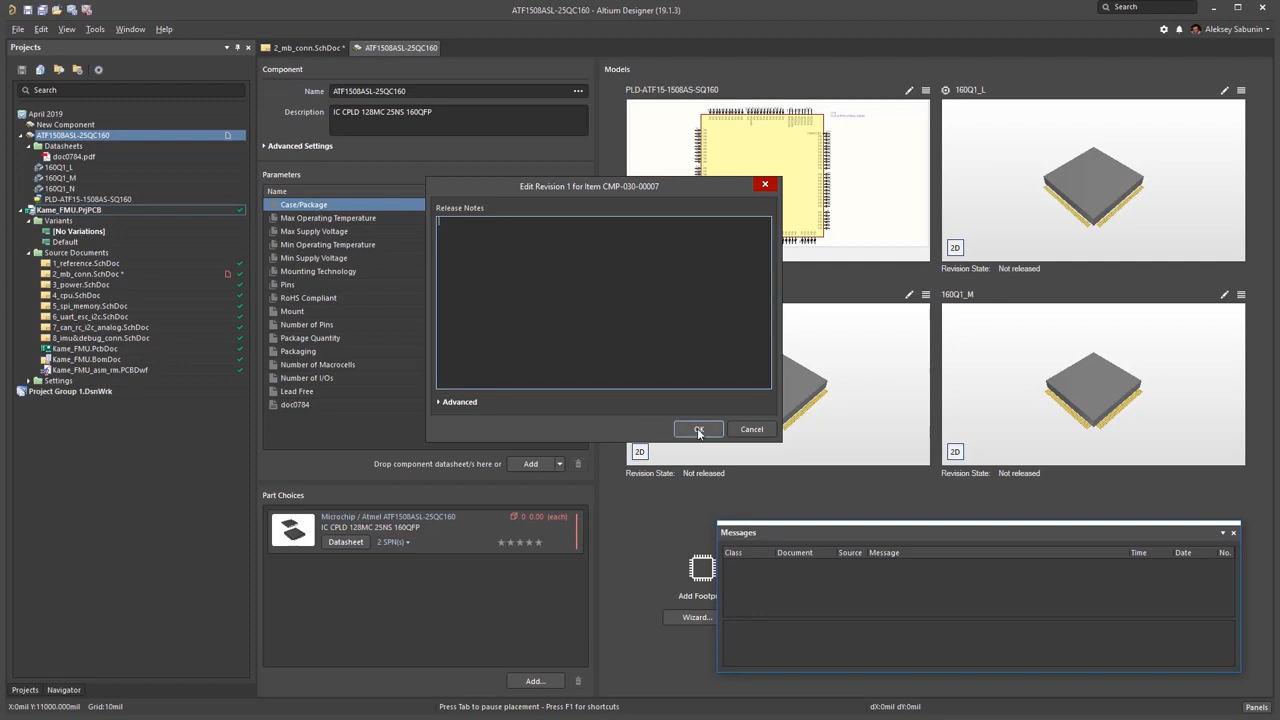 ATF1508ASL-25QC160 - Altium Designer (19.1.3)
Search
File Edit View Tools Window Help
Aleksey Sabunin
Projects
2_mb_conn.SchDoc *
ATF1508ASL-25QC160
Search
April 2019
New Component
ATF1508ASL-25QC160
Datasheets
doc0784.pdf
160Q1_L
160Q1_M
160Q1_N
PLD-ATF15-1508AS-SQ160
Kame_FMU.PrjPCB
Variants
[No Variations]
Default
Source Documents
1_reference.SchDoc
2_mb_conn.SchDoc *
3_power.SchDoc
4_cpu.SchDoc
5_spi_memory.SchDoc
6_uart_esc_i2c.SchDoc
7_can_rc_i2c_analog.SchDoc
8_imu&debug_conn.SchDoc
Kame_FMU.PcbDoc
Kame_FMU.BomDoc
Kame_FMU_asm_rm.PCBDwf
Settings
Project Group 1.DsnWrk
Projects Navigator
Component
Name ATF1508ASL-25QC160
Description IC CPLD 128MC 25NS 160QFP
Advanced Settings
Parameters
Name
Case/Package
Max Operating Temperature
Max Supply Voltage
Min Operating Temperature
Min Supply Voltage
Mounting Technology
Pins
RoHS Compliant
Mount
Number of Pins
Package Quantity
Packaging
Number of Macrocells
Number of I/Os
Lead Free
doc0784
Drop component datasheet/s here or Add
Part Choices
Microchip / Atmel ATF1508ASL-25QC160 0 0.00 (each)
IC CPLD 128MC 25NS 160QFP
Datasheet 2 SPN(s)
Add...
Edit Revision 1 for Item CMP-030-00007
Release Notes
Advanced
OK Cancel
Models
PLD-ATF15-1508AS-SQ160
160Q1_L
2D
Revision State: Not released
160Q1_M
2D
2D
Revision State: Not released
Revision State: Not released
Add Footp
Wizard...
Messages
Class Document Source Message Time Date No.
X:0mil Y:11000.000mil Grid:10mil
Press Tab to pause placement - Press F1 for shortcuts
dX:0mil dY:0mil
Panels